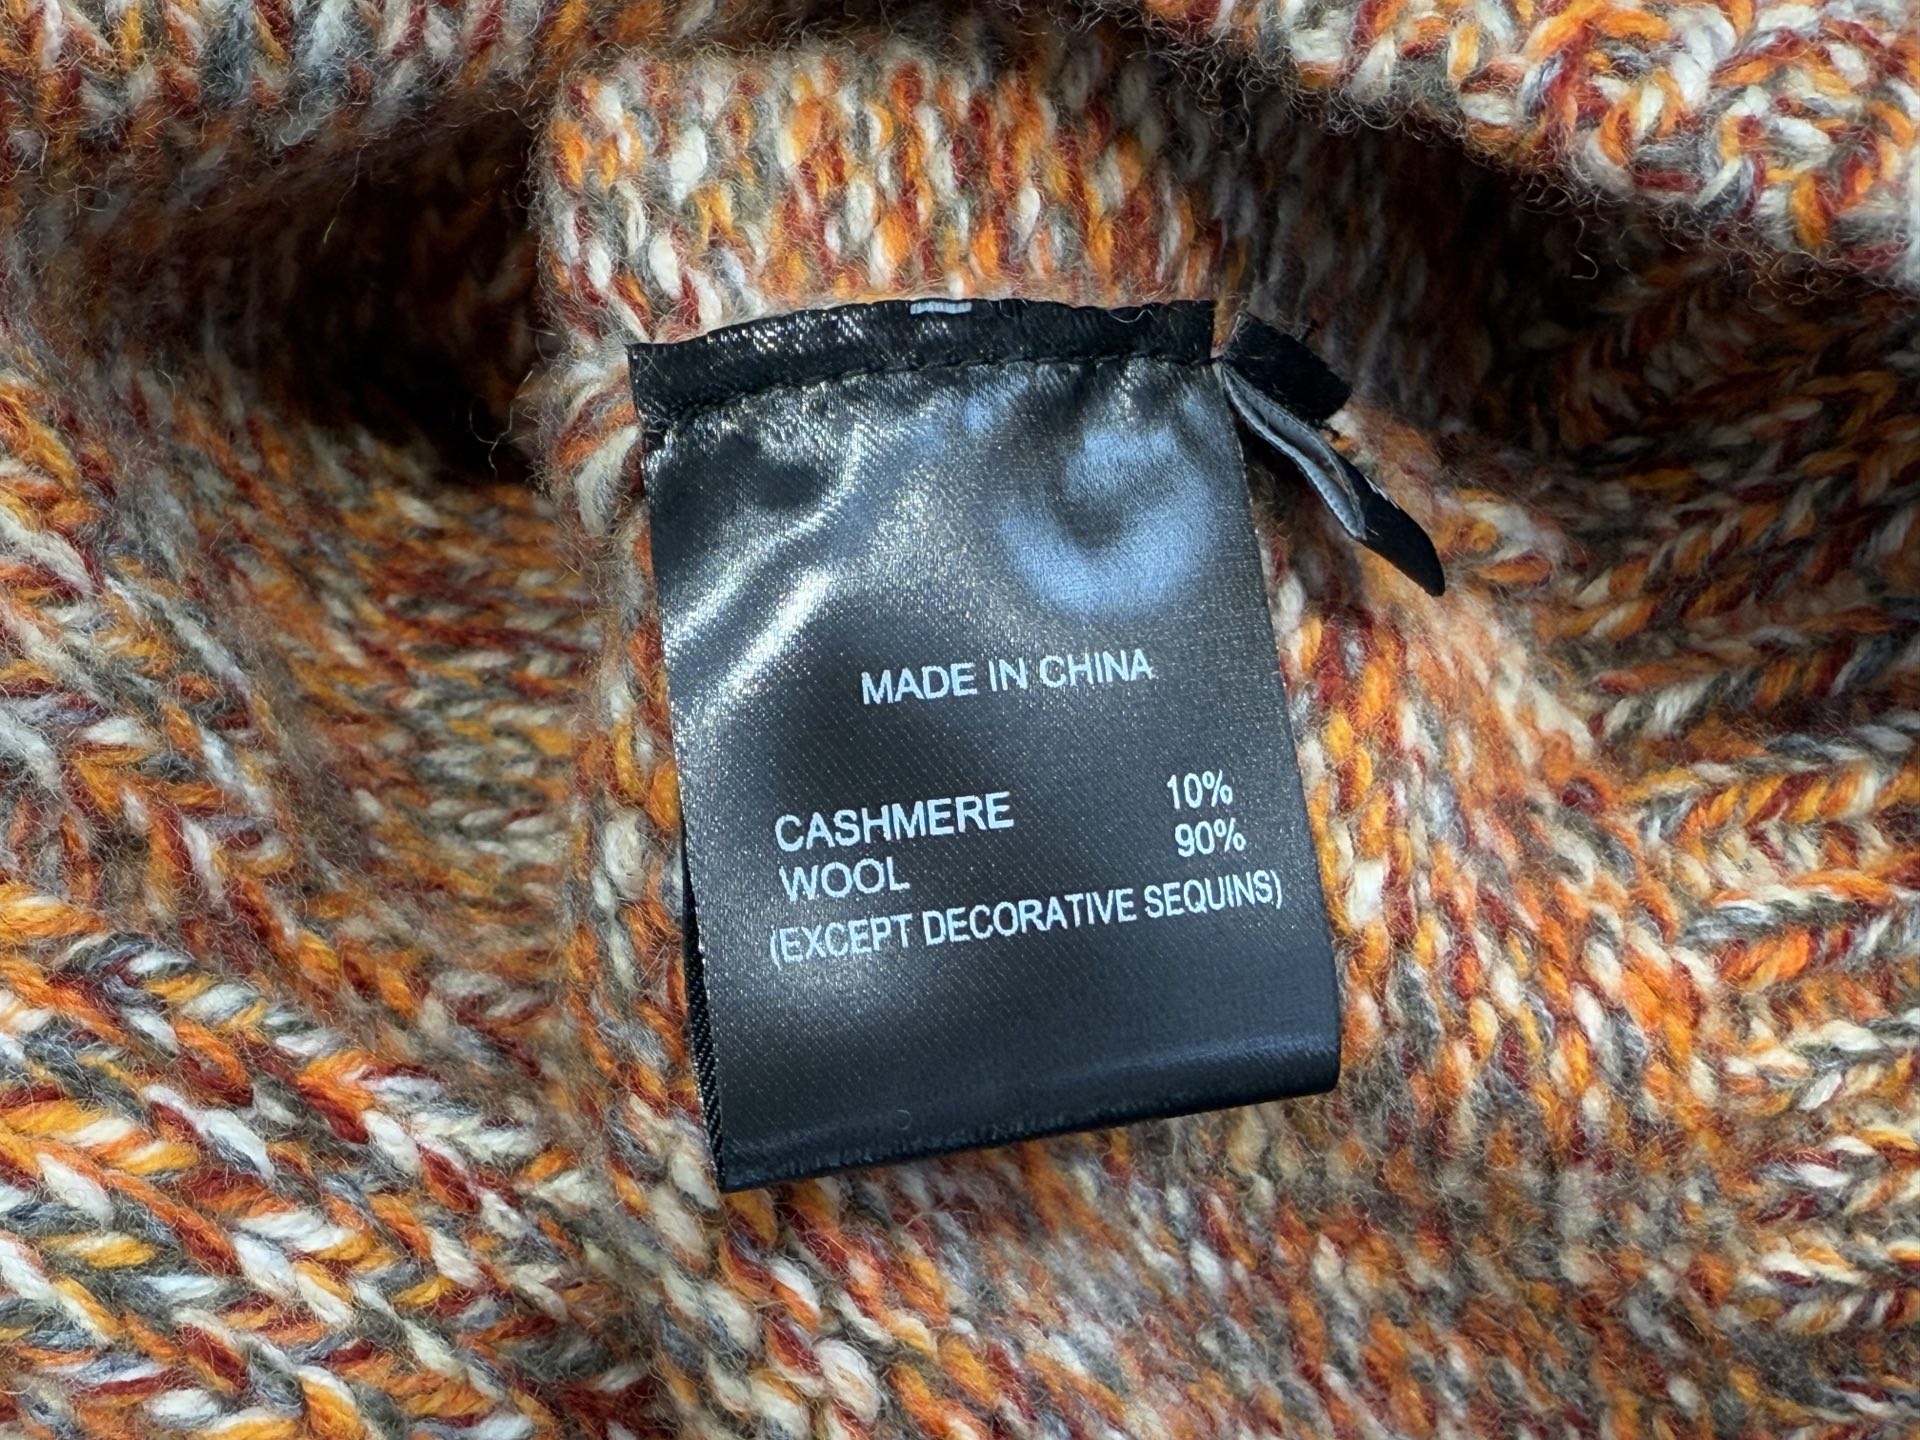 MADE IN CHINA
CASHMERE 10%
WOOL 90%
(EXCEPT DECORATIVE SEQUINS)